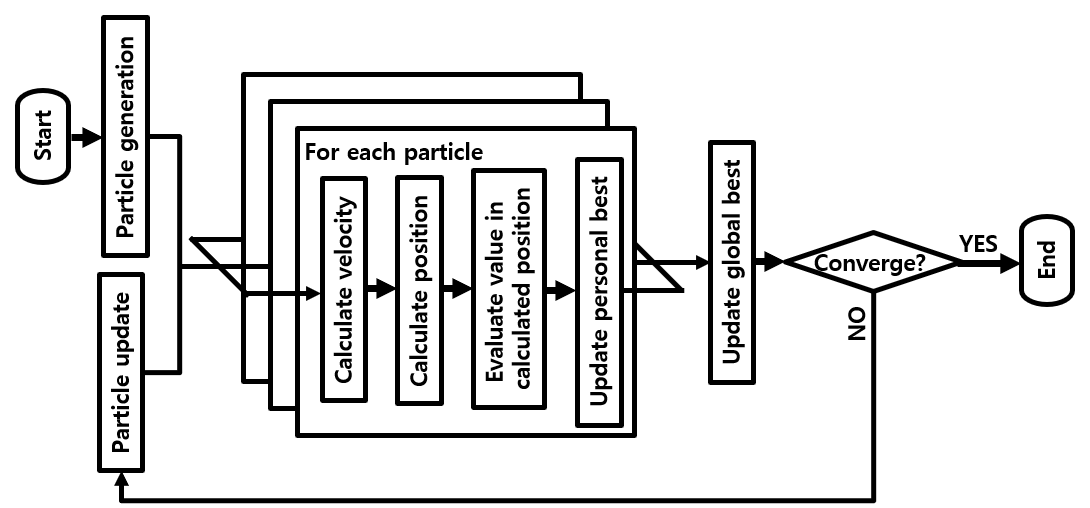 Start
Particle generation
Particle update
For each particle
Calculate velocity
Calculate position
Evaluate value in
calculated position
Update personal best
Update global best
Converge?
YES
NO
End